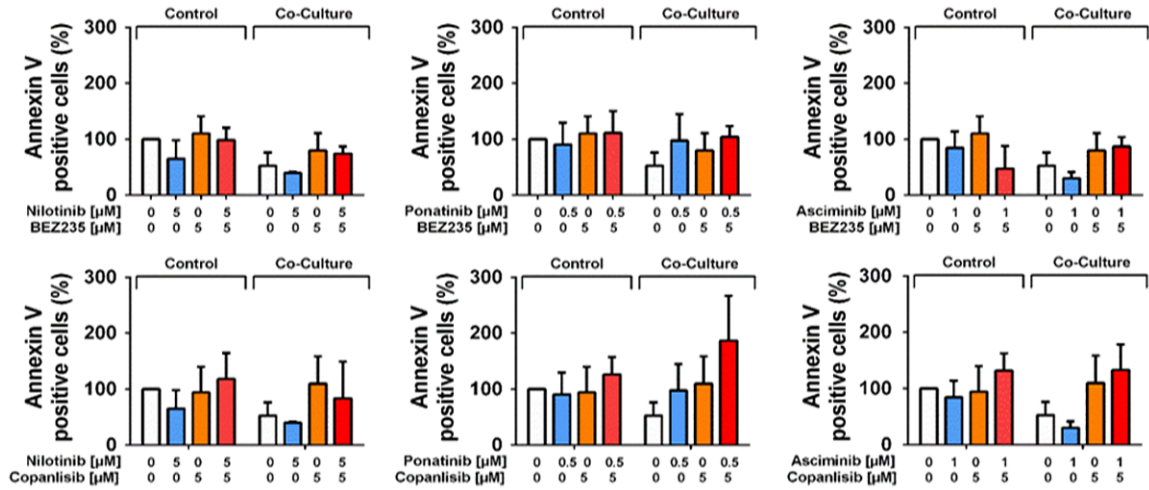 Control Co-Culture
300
200
100
0
Annexin V
positive cells (%)
Nilotinib [µM] 0 5 0 5 0 5 0 5
BEZ235 [µM] 0 0 5 5 0 0 5 5
Control Co-Culture
300
200
100
0
Annexin V
positive cells (%)
Ponatinib [µM] 0 0.5 0 0.5 0 0.5 0 0.5
BEZ235 [µM] 0 0 5 5 0 0 5 5
Control Co-Culture
300
200
100
0
Annexin V
positive cells (%)
Asciminib [µM] 0 1 0 1 0 1 0 1
BEZ235 [µM] 0 0 5 5 0 0 5 5
Control Co-Culture
300
200
100
0
Annexin V
positive cells (%)
Nilotinib [µM] 0 5 0 5 0 5 0 5
Copanlisib [µM] 0 0 5 5 0 0 5 5
Control Co-Culture
300
200
100
0
Annexin V
positive cells (%)
Ponatinib [µM] 0 0.5 0 0.5 0 0.5 0 0.5
Copanlisib [µM] 0 0 5 5 0 0 5 5
Control Co-Culture
300
200
100
0
Annexin V
positive cells (%)
Asciminib [µM] 0 1 0 1 0 1 0 1
Copanlisib [µM] 0 0 5 5 0 0 5 5